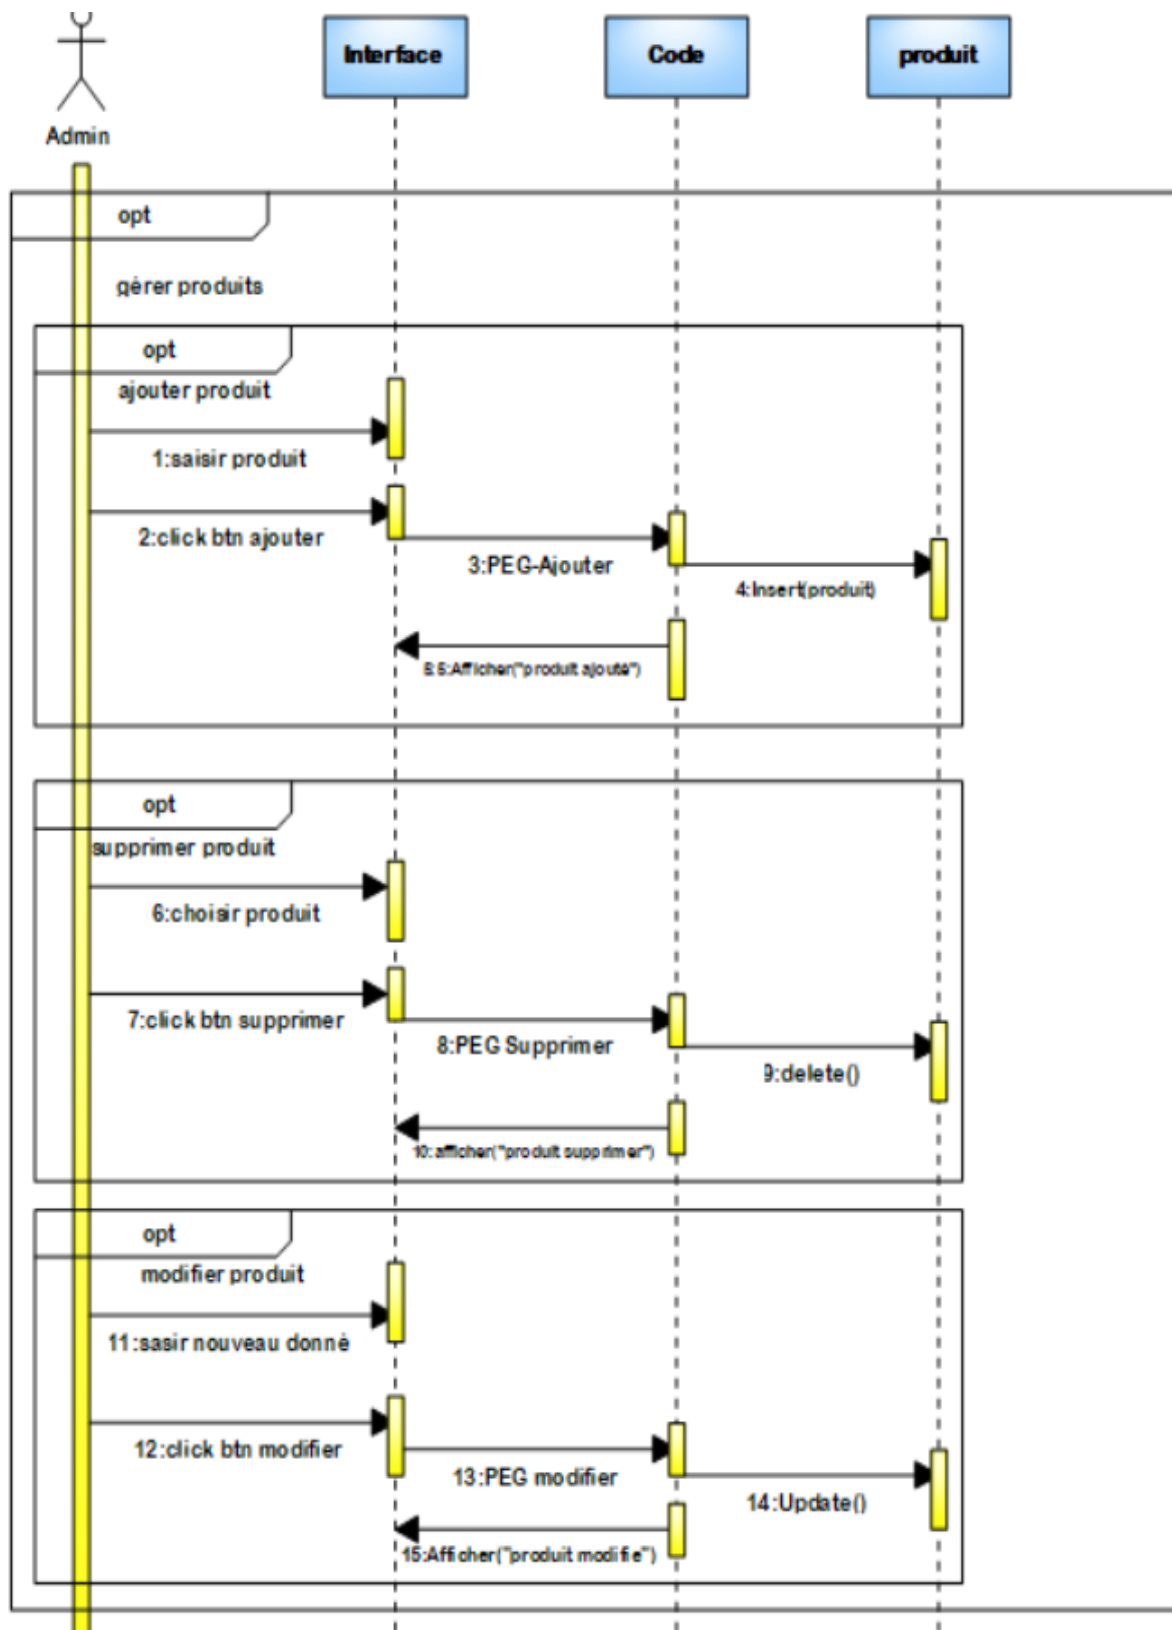 Interface
Code
produit
Admin
opt
gérer produits
opt
ajouter produit
1:saisir produit
2:click btn ajouter
3:PEG-Ajouter
4:Insert(produit)
5:5:Afficher("produit ajouté")
opt
supprimer produit
6:choisir produit
7:click btn supprimer
8:PEG Supprimer
9:delete()
10:afficher("produit supprimer")
opt
modifier produit
11:sasir nouveau donné
12:click btn modifier
13:PEG modifier
14:Update()
15:Afficher("produit modifie")